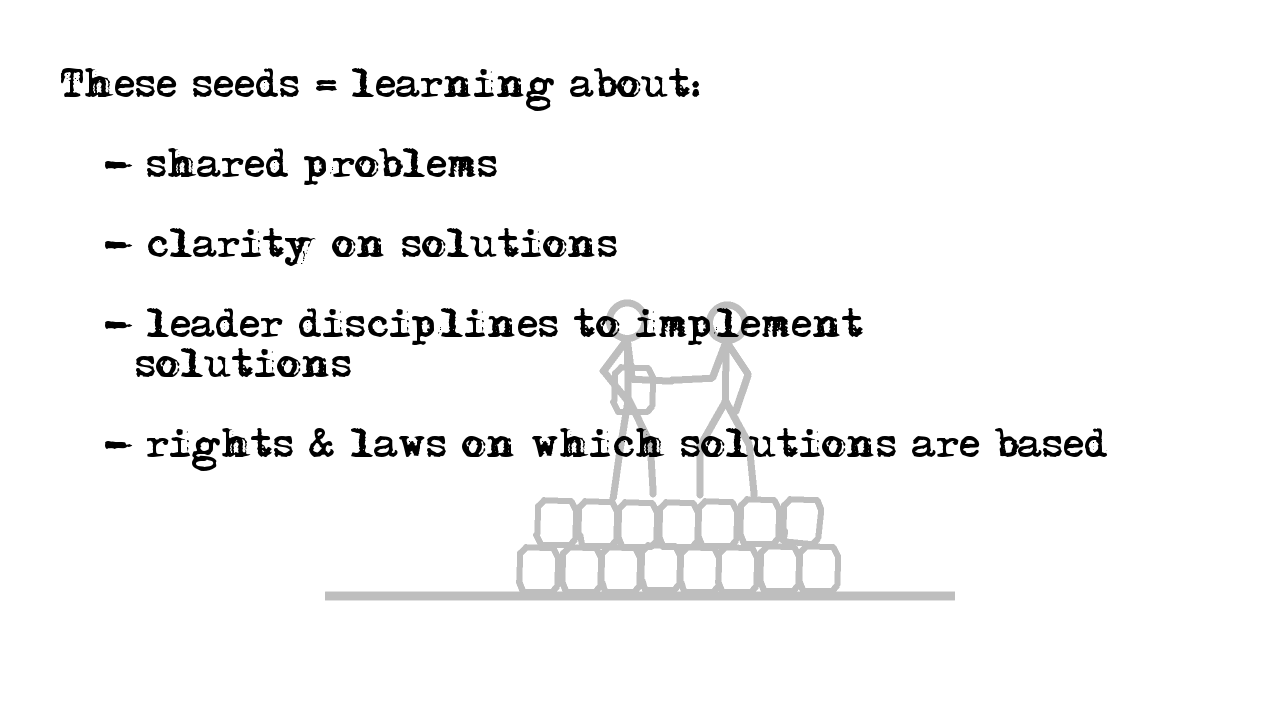 These seeds = learning about:
- shared problems
- clarity on solutions
- leader disciplines to implement
solutions
- rights & laws on which solutions are based